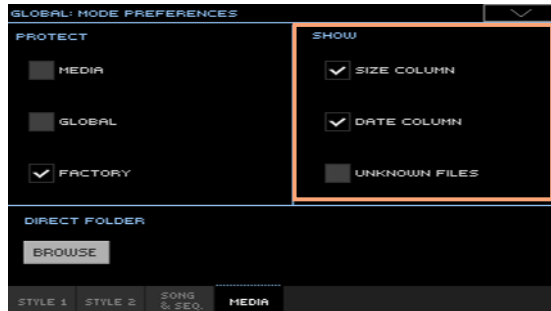 GLOBAL: MODE PREFERENCES
PROTECT
MEDIA
GLOBAL
FACTORY
SHOW
SIZE COLUMN
DATE COLUMN
UNKNOWN FILES
DIRECT FOLDER
BROWSE
STYLE 1
STYLE 2
SONG
& SEQ.
MEDIA